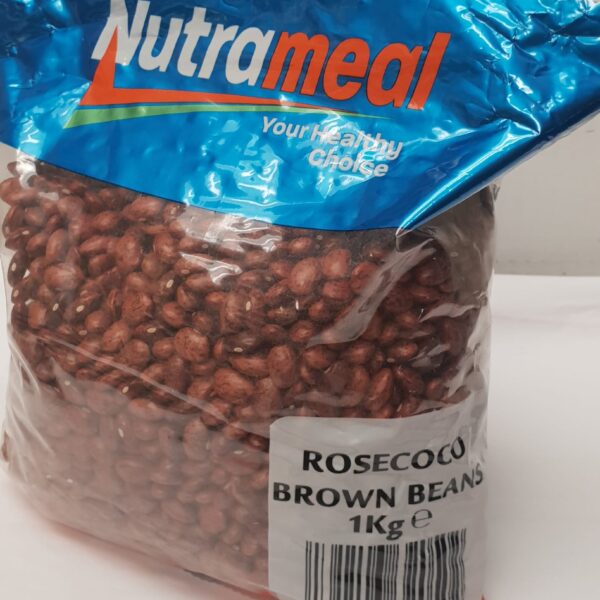 Nutrameal
Your Healthy
Choice
ROSECOCO
BROWN BEANS
1Kg ℮